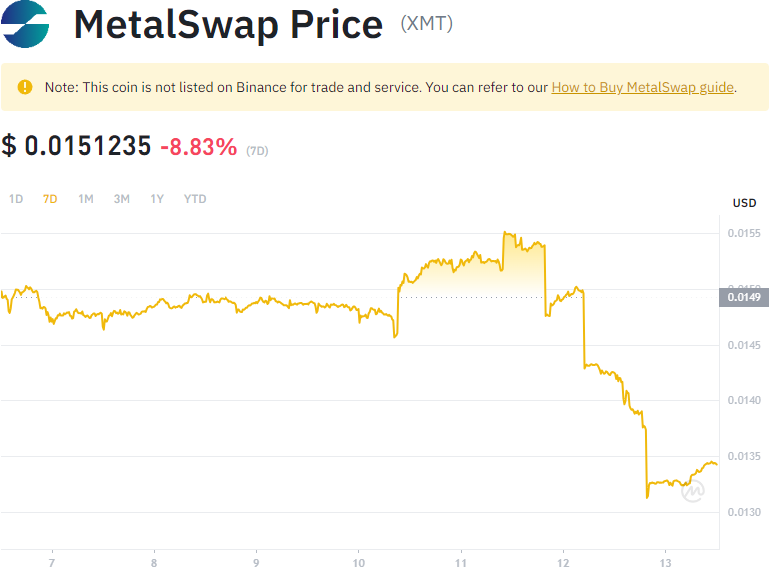 MetalSwap Price (XMT)
Note: This coin is not listed on Binance for trade and service. You can refer to our How to Buy MetalSwap guide.
$ 0.0151235 -8.83% (7D)
1D 7D 1M 3M 1Y YTD
USD
0.0155
0.0150
0.0149
0.0145
0.0140
0.0135
0.0130
7 8 9 10 11 12 13